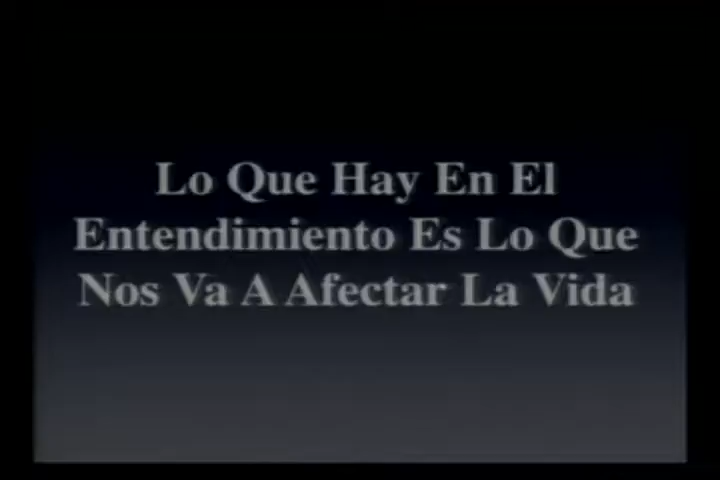 Lo Que Hay En El
Entendimiento Es Lo Que
Nos Va A Afectar La Vida